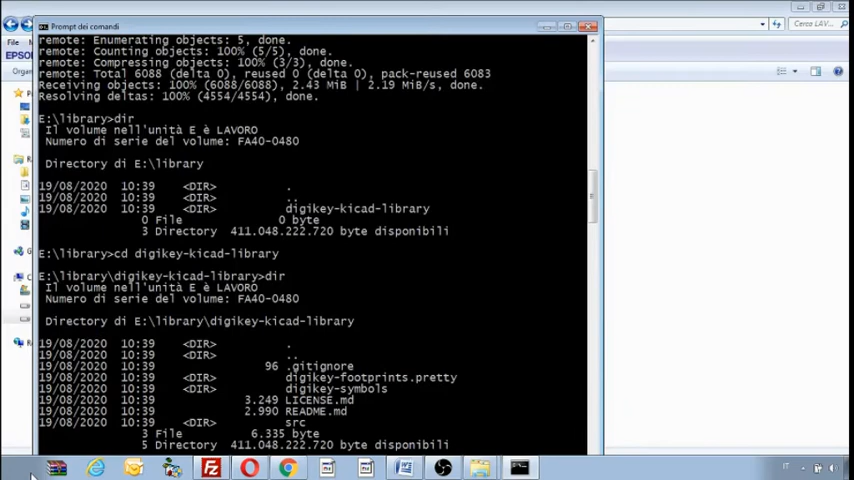 Prompt dei comandi
Cerca LAV...
File M
EPSON
Organ
remote: Enumerating objects: 5, done.
remote: Counting objects: 100% (5/5), done.
remote: Compressing objects: 100% (3/3), done.
remote: Total 6088 (delta 0), reused 0 (delta 0), pack-reused 6083
Receiving objects: 100% (6088/6088), 2.43 MiB | 2.19 MiB/s, done.
Resolving deltas: 100% (4554/4554), done.
E:\library>dir
Il volume nell'unità E è LAVORO
Numero di serie del volume: FA40-0480
Directory di E:\library
19/08/2020 10:39 <DIR> .
19/08/2020 10:39 <DIR> ..
19/08/2020 10:39 <DIR> digikey-kicad-library
0 File 0 byte
3 Directory 411.048.222.720 byte disponibili
E:\library>cd digikey-kicad-library
E:\library\digikey-kicad-library>dir
Il volume nell'unità E è LAVORO
Numero di serie del volume: FA40-0480
Directory di E:\library\digikey-kicad-library
19/08/2020 10:39 <DIR> .
19/08/2020 10:39 <DIR> ..
19/08/2020 10:39 96 .gitignore
19/08/2020 10:39 <DIR> digikey-footprints.pretty
19/08/2020 10:39 <DIR> digikey-symbols
19/08/2020 10:39 3.249 LICENSE.md
19/08/2020 10:39 2.990 README.md
19/08/2020 10:39 <DIR> src
3 File 6.335 byte
5 Directory 411.048.222.720 byte disponibili
IT